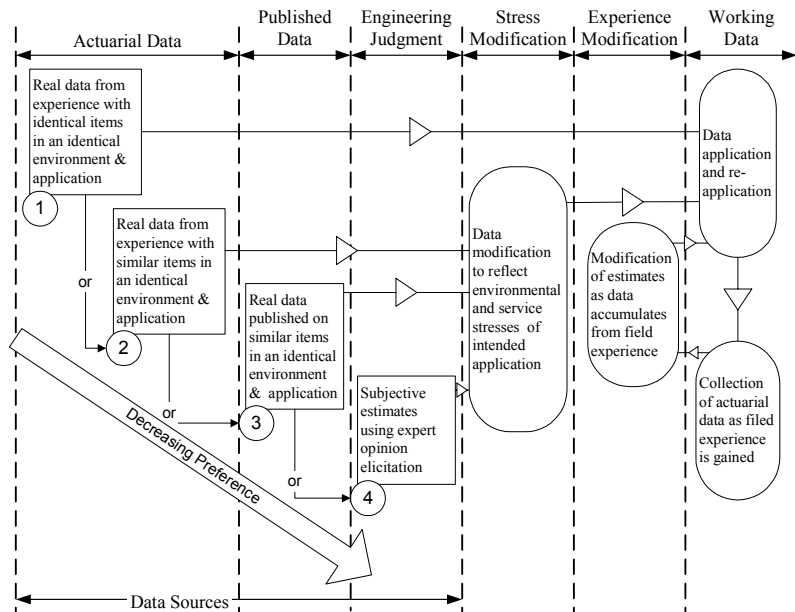 Actuarial Data
Published
Data
Engineering
Judgment
Stress
Modification
Experience
Modification
Working
Data
Real data from
experience with
identical items
in an identical
environment &
application
1
or
Real data from
experience with
similar items in
an identical
environment &
application
2
or
Real data
published on
similar items
in an identical
environment
& application
3
or
Subjective
estimates
using expert
opinion
elicitation
4
Data
modification
to reflect
environmental
and service
stresses of
intended
application
Modification
of estimates
as data
accumulates
from field
experience
Data
application
and re-
application
Collection
of actuarial
data as filed
experience
is gained
Decreasing Preference
Data Sources